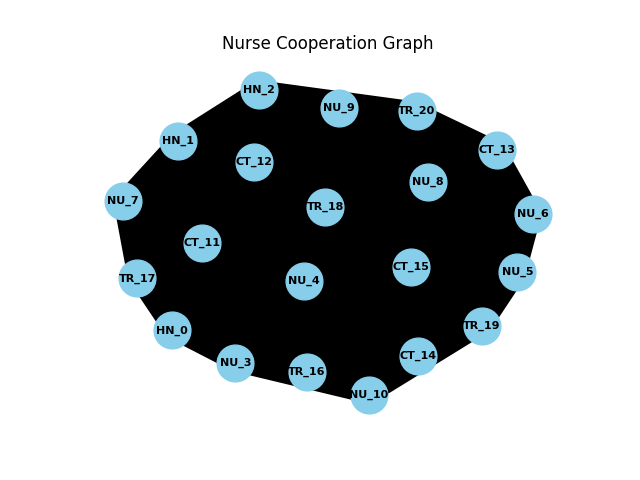 Nurse Cooperation Graph
HN_2
NU_9
TR_20
HN_1
CT_13
CT_12
NU_8
NU_7
TR_18
NU_6
CT_11
CT_15
NU_5
TR_17
NU_4
HN_0
TR_19
CT_14
NU_3
TR_16
NU_10